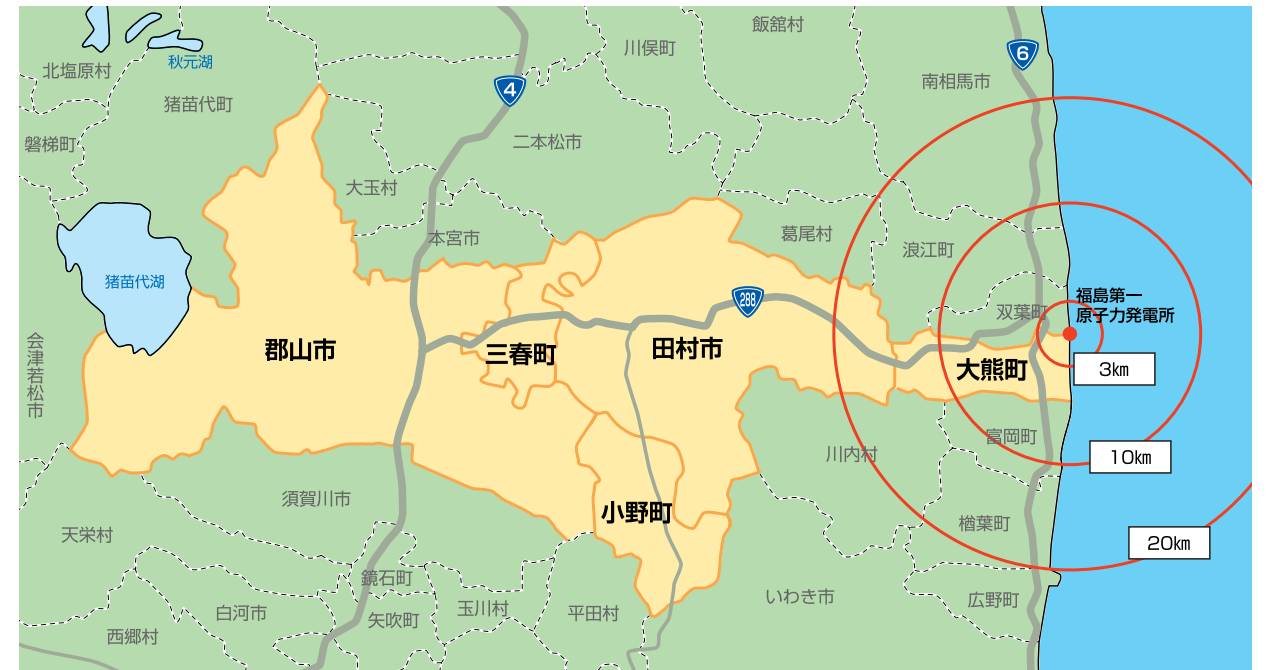 飯舘村
川俣町
6
秋元湖
北塩原村
南相馬市
4
猪苗代町
二本松市
磐梯町
大玉村
葛尾村
本宮市
浪江町
猪苗代湖
福島第一
原子力発電所
288
双葉町
郡山市
三春町
田村市
大熊町
3km
会津若松市
富岡町
川内村
10km
須賀川市
小野町
楢葉町
天栄村
20km
鏡石町
いわき市
広野町
白河市
玉川村
平田村
矢吹町
西郷村